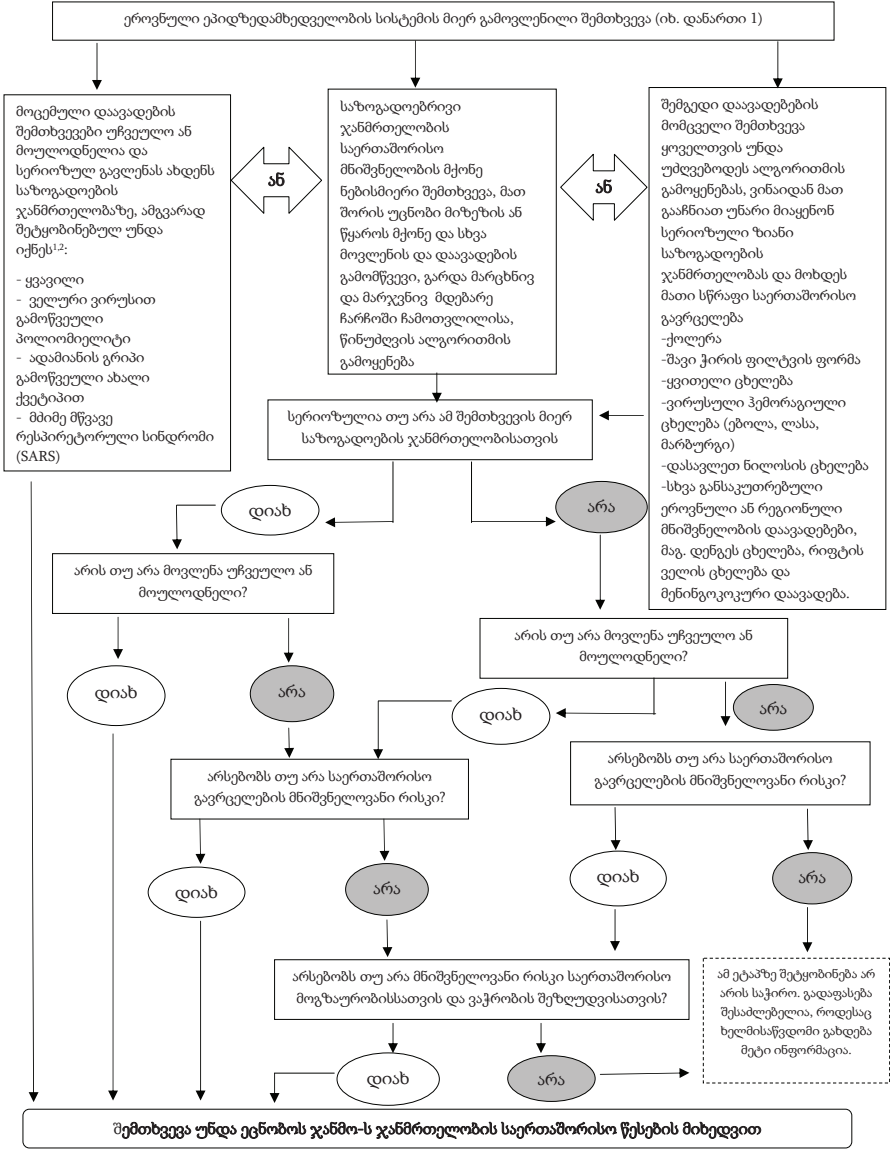 ეროვნული ეპიდზედამხედველობის სისტემის მიერ გამოვლენილი შემთხვევა (იხ. დანართი 1)
მოცემული დაავადების
შემთხვევები უჩვეულო ან
მოულოდნელია და
სერიოზულ გავლენას ახდენს
საზოგადოების
ჯანმრთელობაზე, ამგვარად
შეტყობინებულ უნდა
იქნეს1,2:
- ყვავილი
- ველური ვირუსით
გამოწვეული
პოლიომიელიტი
- ადამიანის გრიპი
გამოწვეული ახალი
ქვეტიპით
- მძიმე მწვავე
რესპირეტორული სინდრომი
(SARS)
ან
საზოგადოებრივი
ჯანმრთელობის
საერთაშორისო
მნიშვნელობის მქონე
ნებისმიერი შემთხვევა, მათ
შორის უცნობი მიზეზის ან
წყაროს მქონე და სხვა
მოვლენის და დაავადების
გამომწვევი, გარდა მარცხნივ
და მარჯვნივ მდებარე
ჩარჩოში ჩამოთვლილისა,
წინუძღვის ალგორითმის
გამოყენება
ან
შემგედი დაავადებების
მომცველი შემთხვევა
ყოველთვის უნდა
უძღვებოდეს ალგორითმის
გამოყენებას, ვინაიდან მათ
გააჩნიათ უნარი მიაყენონ
სერიოზული ზიანი
საზოგადოების
ჯანმრთელობას და მოხდეს
მათი სწრაფი საერთაშორისო
გავრცელება
-ქოლერა
-შავი ჭირის ფილტვის ფორმა
-ყვითელი ცხელება
-ვირუსული ჰემორაგიული
ცხელება (ებოლა, ლასა,
მარბურგი)
-დასავლეთ ნილოსის ცხელება
-სხვა განსაკუთრებული
ეროვნული ან რეგიონული
მნიშვნელობის დაავადებები,
მაგ. დენგეს ცხელება, რიფტის
ველის ცხელება და
მენინგოკოკური დაავადება.
სერიოზულია თუ არა ამ შემთხვევის მიერ
საზოგადოების ჯანმრთელობისათვის
დიახ
არა
არის თუ არა მოვლენა უჩვეულო ან
მოულოდნელი?
არის თუ არა მოვლენა უჩვეულო ან
მოულოდნელი?
დიახ
არა
დიახ
არა
არსებობს თუ არა საერთაშორისო
გავრცელების მნიშვნელოვანი რისკი?
არსებობს თუ არა საერთაშორისო
გავრცელების მნიშვნელოვანი რისკი?
დიახ
არა
დიახ
არა
არსებობს თუ არა მნიშვნელოვანი რისკი საერთაშორისო
მოგზაურობისსათვის და ვაჭრობის შეზღუდვისათვის?
ამ ეტაპზე შეტყობინება არ
არის საჭირო. გადაფასება
შესაძლებელია, როდესაც
ხელმისაწვდომი გახდება
მეტი ინფორმაცია.
დიახ
არა
შემთხვევა უნდა ეცნობოს ჯანმო-ს ჯანმრთელობის საერთაშორისო წესების მიხედვით